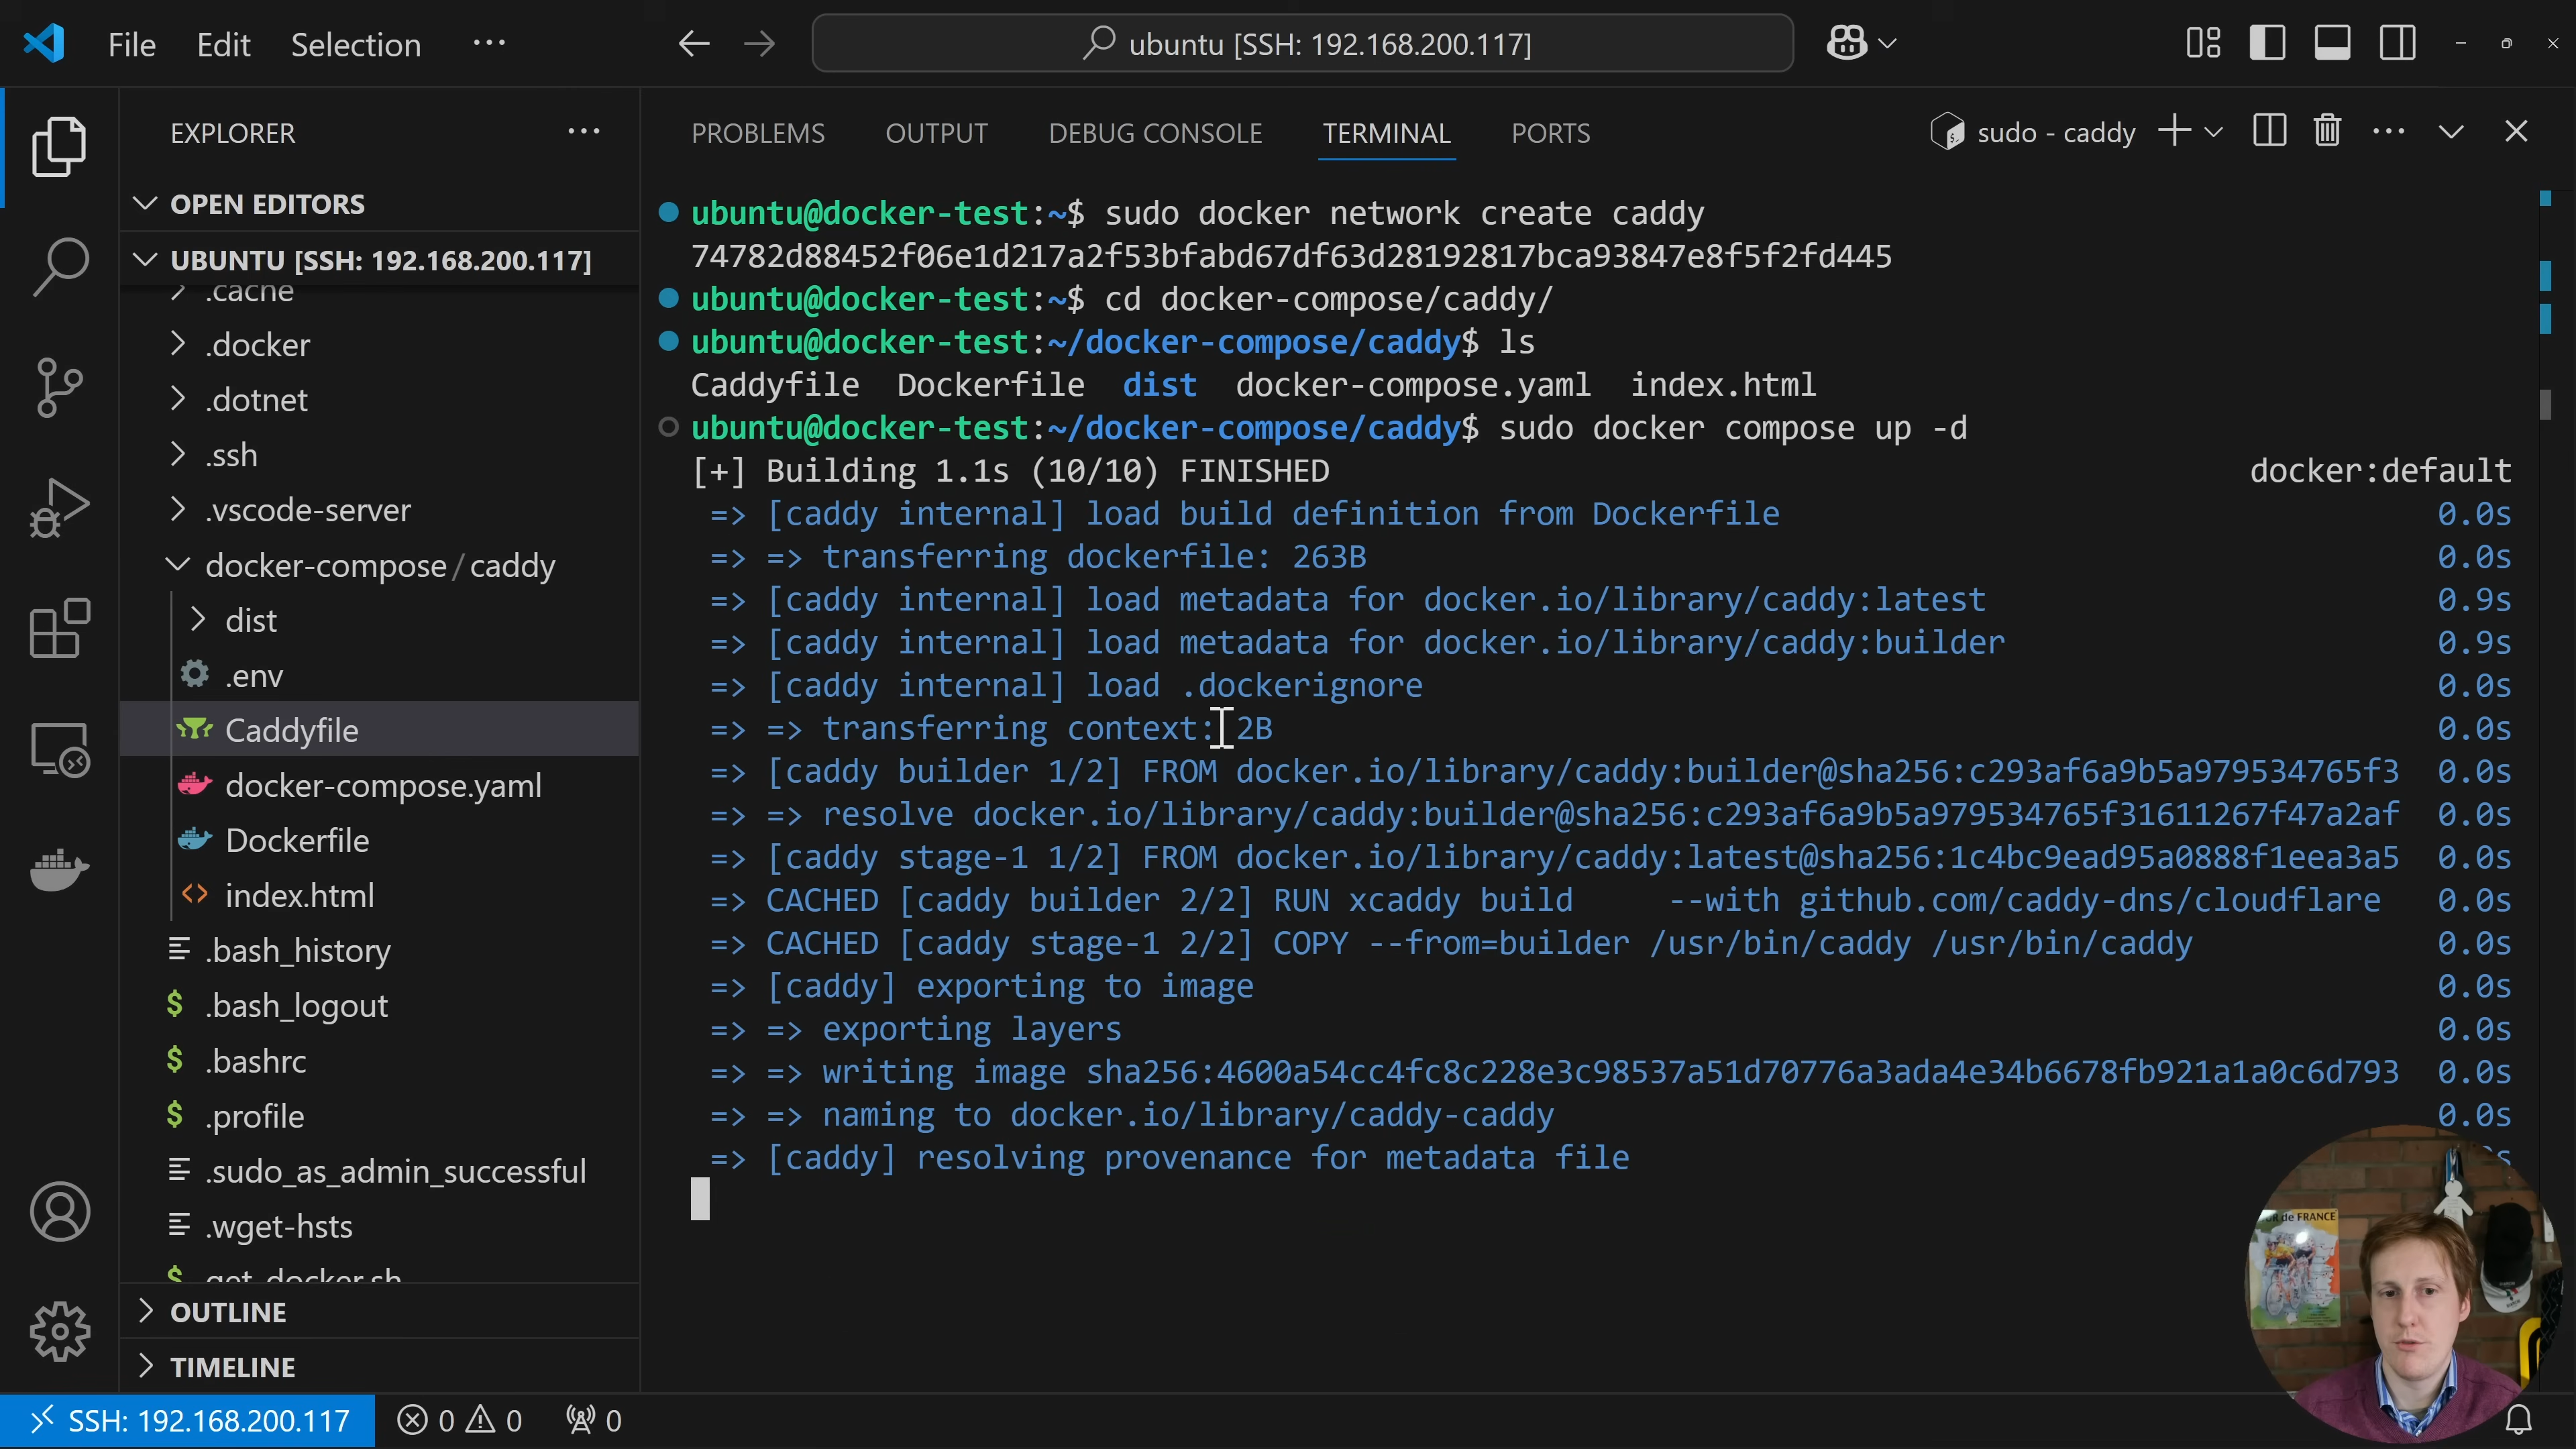 File Edit Selection ···
ubuntu [SSH: 192.168.200.117]
EXPLORER
OPEN EDITORS
UBUNTU [SSH: 192.168.200.117]
.cache
.docker
.dotnet
.ssh
.vscode-server
docker-compose / caddy
dist
.env
Caddyfile
docker-compose.yaml
Dockerfile
index.html
.bash_history
.bash_logout
.bashrc
.profile
.sudo_as_admin_successful
.wget-hsts
get-docker.sh
OUTLINE
TIMELINE
PROBLEMS OUTPUT DEBUG CONSOLE TERMINAL PORTS
sudo - caddy
ubuntu@docker-test:~$ sudo docker network create caddy
74782d88452f06e1d217a2f53bfabd67df63d28192817bca93847e8f5f2fd445
ubuntu@docker-test:~$ cd docker-compose/caddy/
ubuntu@docker-test:~/docker-compose/caddy$ ls
Caddyfile Dockerfile dist docker-compose.yaml index.html
ubuntu@docker-test:~/docker-compose/caddy$ sudo docker compose up -d
[+] Building 1.1s (10/10) FINISHED docker:default
=> [caddy internal] load build definition from Dockerfile 0.0s
=> => transferring dockerfile: 263B 0.0s
=> [caddy internal] load metadata for docker.io/library/caddy:latest 0.9s
=> [caddy internal] load metadata for docker.io/library/caddy:builder 0.9s
=> [caddy internal] load .dockerignore 0.0s
=> => transferring context: 2B 0.0s
=> [caddy builder 1/2] FROM docker.io/library/caddy:builder@sha256:c293af6a9b5a979534765f3 0.0s
=> => resolve docker.io/library/caddy:builder@sha256:c293af6a9b5a979534765f31611267f47a2af 0.0s
=> [caddy stage-1 1/2] FROM docker.io/library/caddy:latest@sha256:1c4bc9ead95a0888f1eea3a5 0.0s
=> CACHED [caddy builder 2/2] RUN xcaddy build --with github.com/caddy-dns/cloudflare 0.0s
=> CACHED [caddy stage-1 2/2] COPY --from=builder /usr/bin/caddy /usr/bin/caddy 0.0s
=> [caddy] exporting to image 0.0s
=> => exporting layers 0.0s
=> => writing image sha256:4600a54cc4fc8c228e3c98537a51d70776a3ada4e34b6678fb921a1a0c6d793 0.0s
=> => naming to docker.io/library/caddy-caddy 0.0s
=> [caddy] resolving provenance for metadata file
de FRANCE
SSH: 192.168.200.117 0 0 0